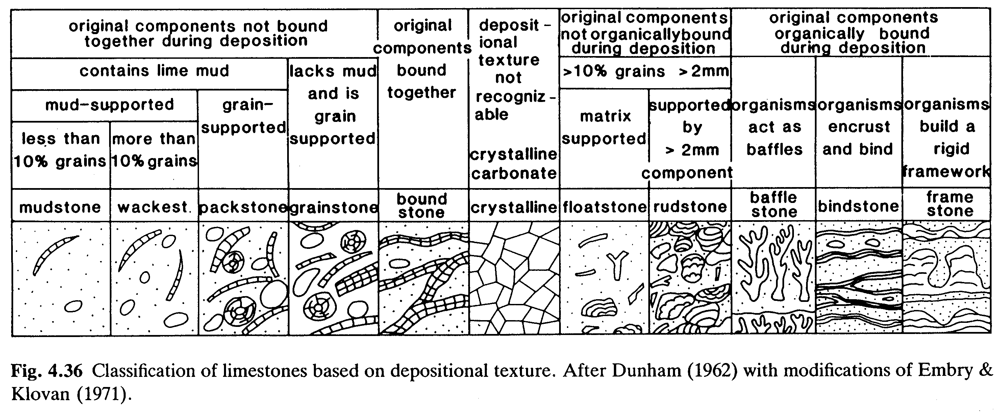 original components not bound
together during deposition
contains lime mud
mud-supported
less than
10% grains
more than
10% grains
grain-
supported
lacks mud
and is
grain
supported
original
components
bound
together
deposit-
ional
texture
not
recogniz-
able
crystalline
carbonate
original components
not organically bound
during deposition
>10% grains >2mm
matrix
supported
supported
by
> 2mm
component
original components
organically bound
during deposition
organisms
act as
baffles
organisms
encrust
and bind
organisms
build a
rigid
framework
mudstone
wackest.
packstone
grainstone
bound
stone
crystalline
floatstone
rudstone
baffle
stone
bindstone
frame
stone
Fig. 4.36 Classification of limestones based on depositional texture. After Dunham (1962) with modifications of Embry &
Klovan (1971).